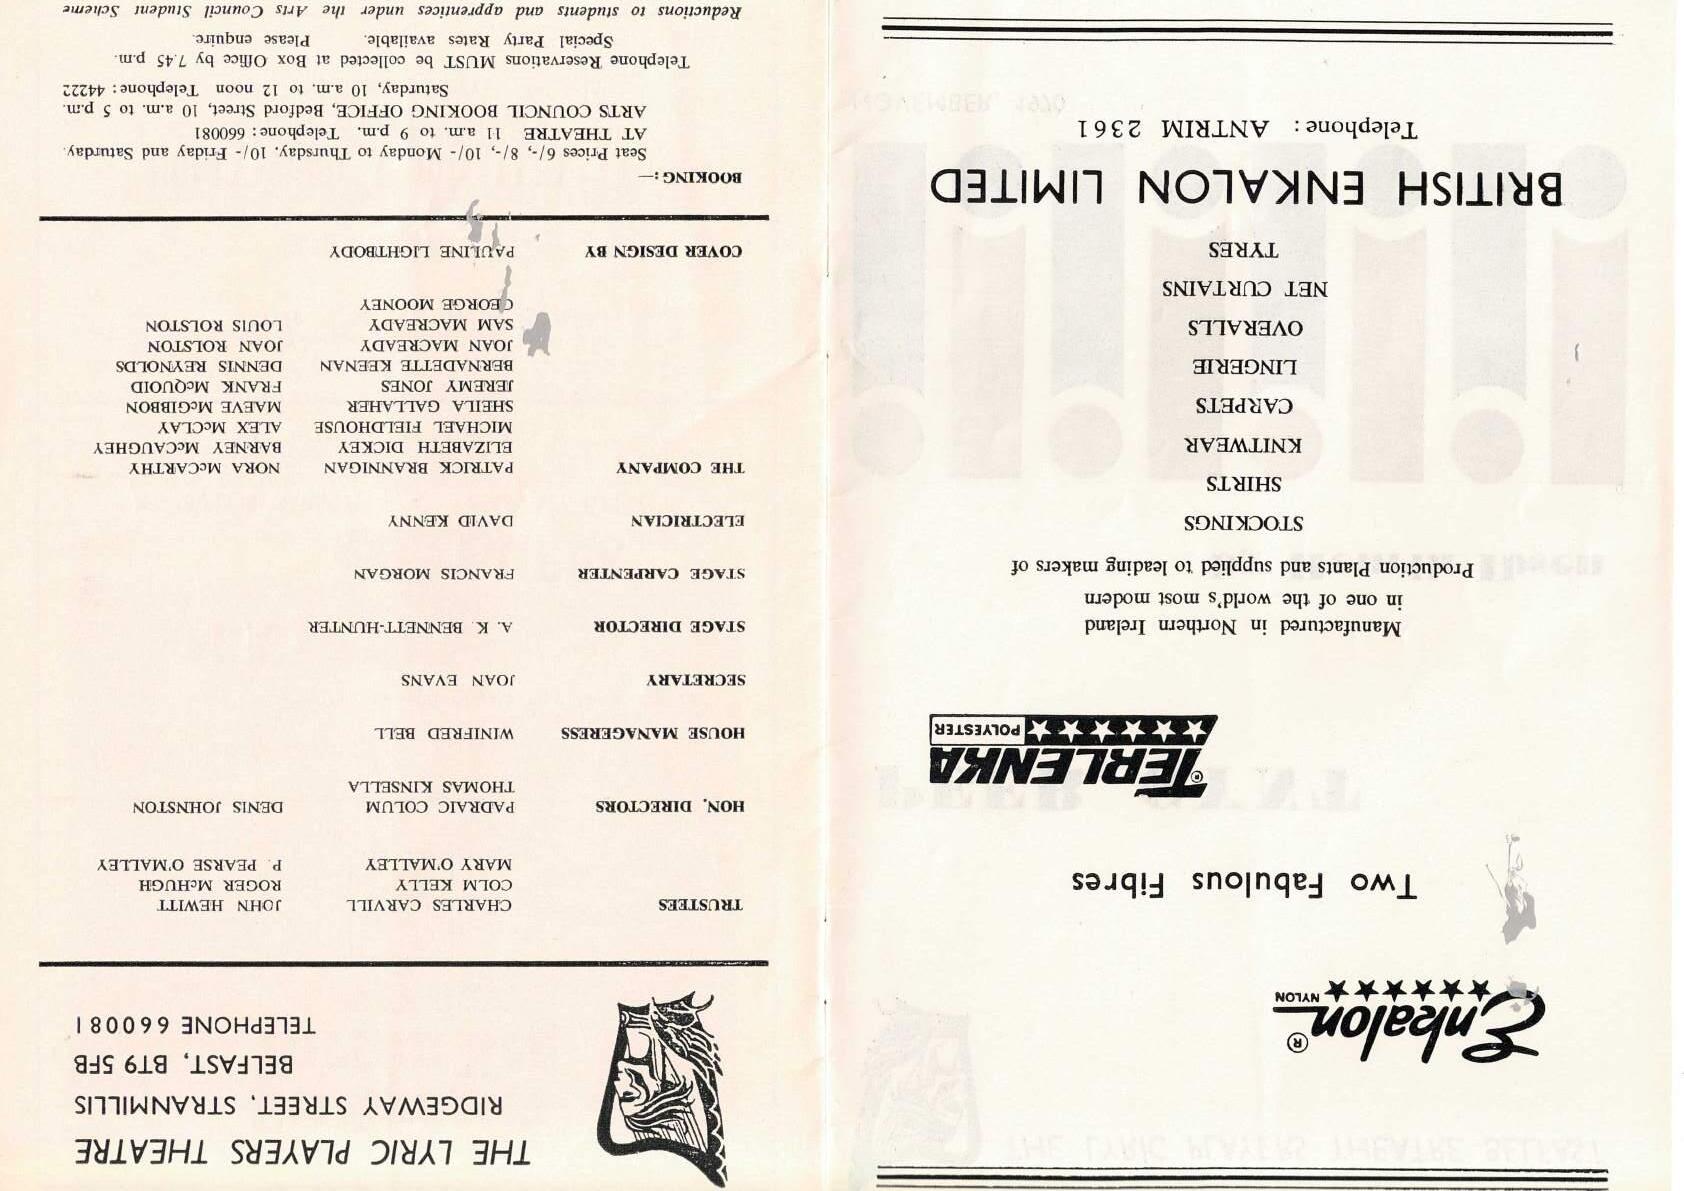 Enkalon ®
NYLON
Two Fabulous Fibres
TERLENKA ®
POLYESTER
Manufactured in Northern Ireland
in one of the world's most modern
Production Plants and supplied to leading makers of
STOCKINGS
SHIRTS
KNITWEAR
CARPETS
LINGERIE
OVERALLS
NET CURTAINS
TYRES
BRITISH ENKALON LIMITED
Telephone: ANTRIM 2361
THE LYRIC PLAYERS THEATRE
RIDGEWAY STREET, STRANMILLIS
BELFAST, BT9 5FB
TELEPHONE 660081
TRUSTEES CHARLES CARVILL JOHN HEWITT
COLM KELLY ROGER McHUGH
MARY O'MALLEY P. PEARSE O'MALLEY
HON. DIRECTORS PADRAIC COLUM DENIS JOHNSTON
THOMAS KINSELLA
HOUSE MANAGERESS WINIFRED BELL
SECRETARY JOAN EVANS
STAGE DIRECTOR A. K. BENNETT-HUNTER
STAGE CARPENTER FRANCIS MORGAN
ELECTRICIAN DAVID KENNY
THE COMPANY PATRICK BRANNIGAN NORA McCARTHY
ELIZABETH DICKEY BARNEY McCAUGHEY
MICHAEL FIELDHOUSE ALEX McCLAY
SHEILA GALLAHER MAEVE McGIBBON
JEREMY JONES FRANK McQUOID
BERNADETTE KEENAN DENNIS REYNOLDS
JOAN MACREADY JOAN ROLSTON
SAM MACREADY LOUIS ROLSTON
GEORGE MOONEY
COVER DESIGN BY PAULINE LIGHTBODY
BOOKING:—
Seat Prices 6/-, 8/-, 10/- Monday to Thursday, 10/- Friday and Saturday.
AT THEATRE 11 a.m. to 9 p.m. Telephone: 660081
ARTS COUNCIL BOOKING OFFICE, Bedford Street, 10 a.m. to 5 p.m.
Saturday, 10 a.m. to 12 noon Telephone: 44222
Telephone Reservations MUST be collected at Box Office by 7.45 p.m.
Special Party Rates available. Please enquire.
Reductions to students and apprentices under the Arts Council Student Scheme